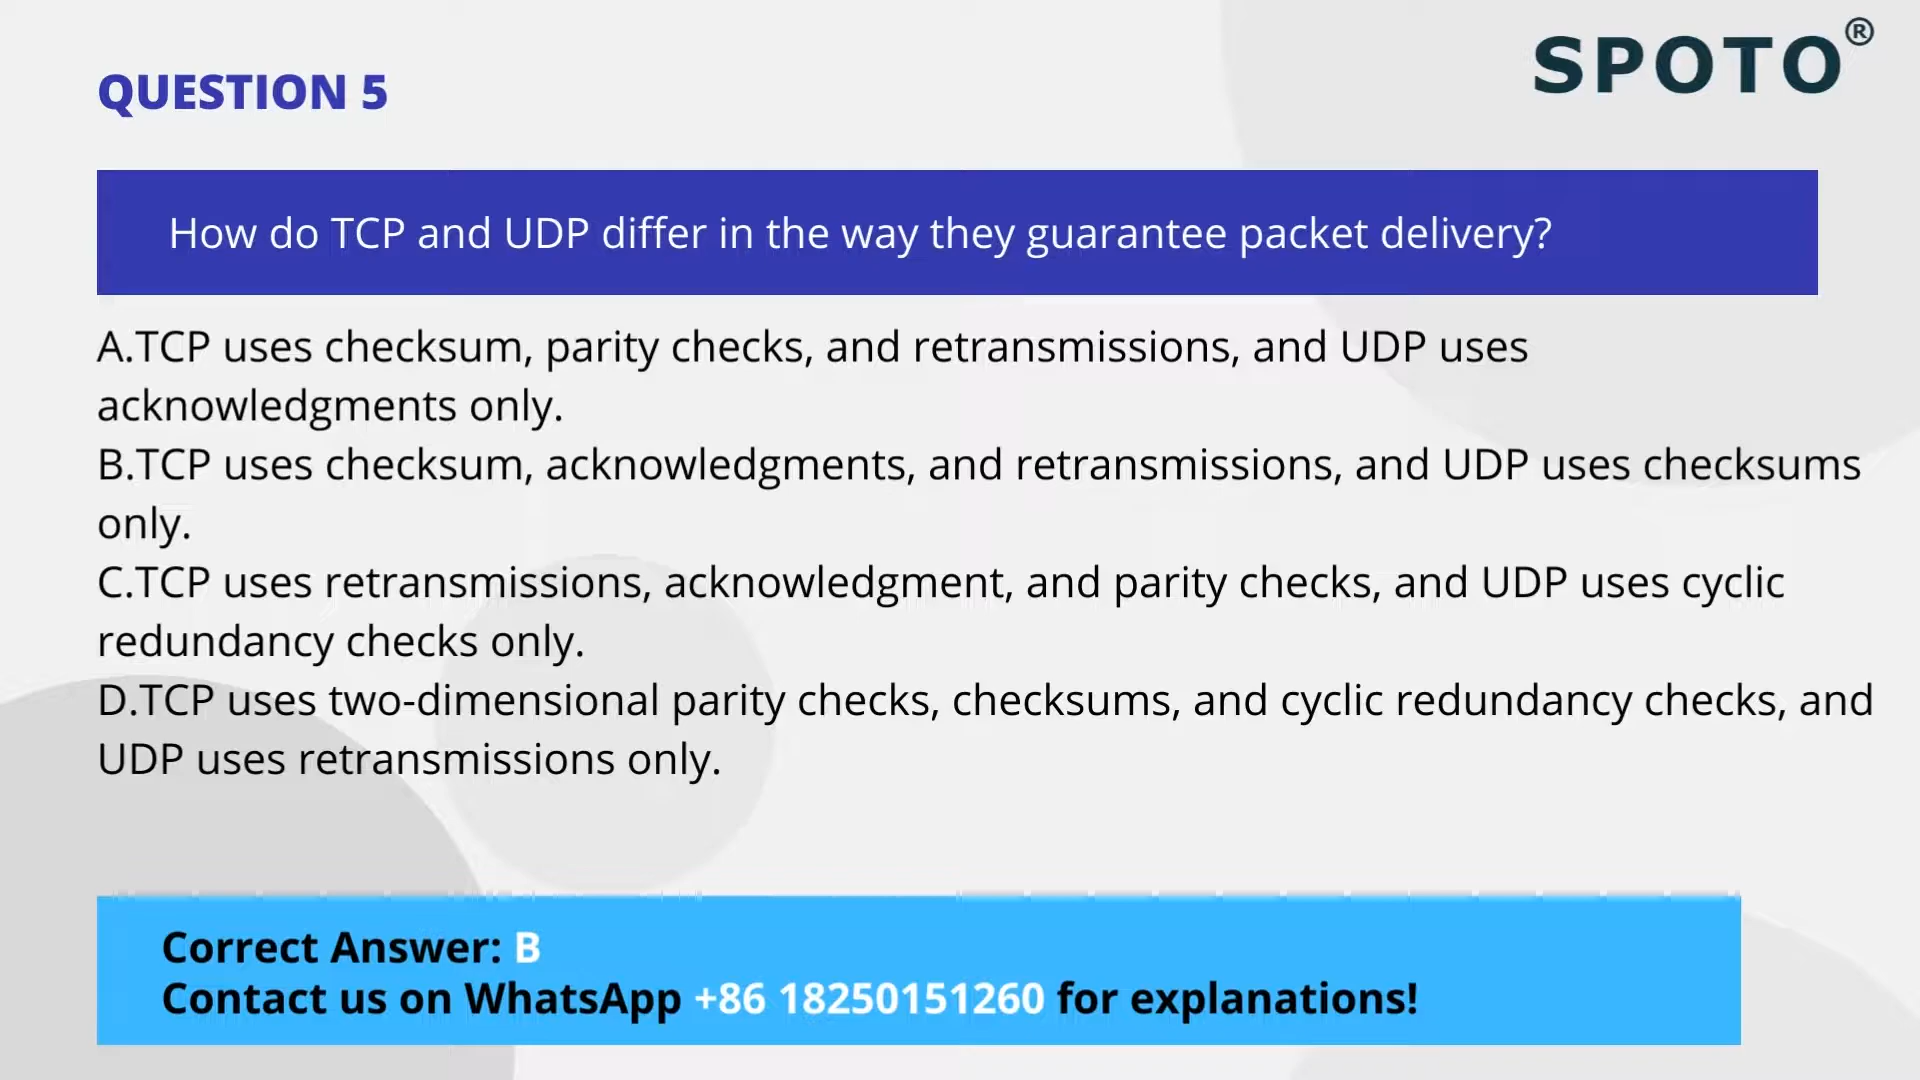 SPOTO®
QUESTION 5
How do TCP and UDP differ in the way they guarantee packet delivery?
A.TCP uses checksum, parity checks, and retransmissions, and UDP uses
acknowledgments only.
B.TCP uses checksum, acknowledgments, and retransmissions, and UDP uses checksums
only.
C.TCP uses retransmissions, acknowledgment, and parity checks, and UDP uses cyclic
redundancy checks only.
D.TCP uses two-dimensional parity checks, checksums, and cyclic redundancy checks, and
UDP uses retransmissions only.
Correct Answer: B
Contact us on WhatsApp +86 18250151260 for explanations!